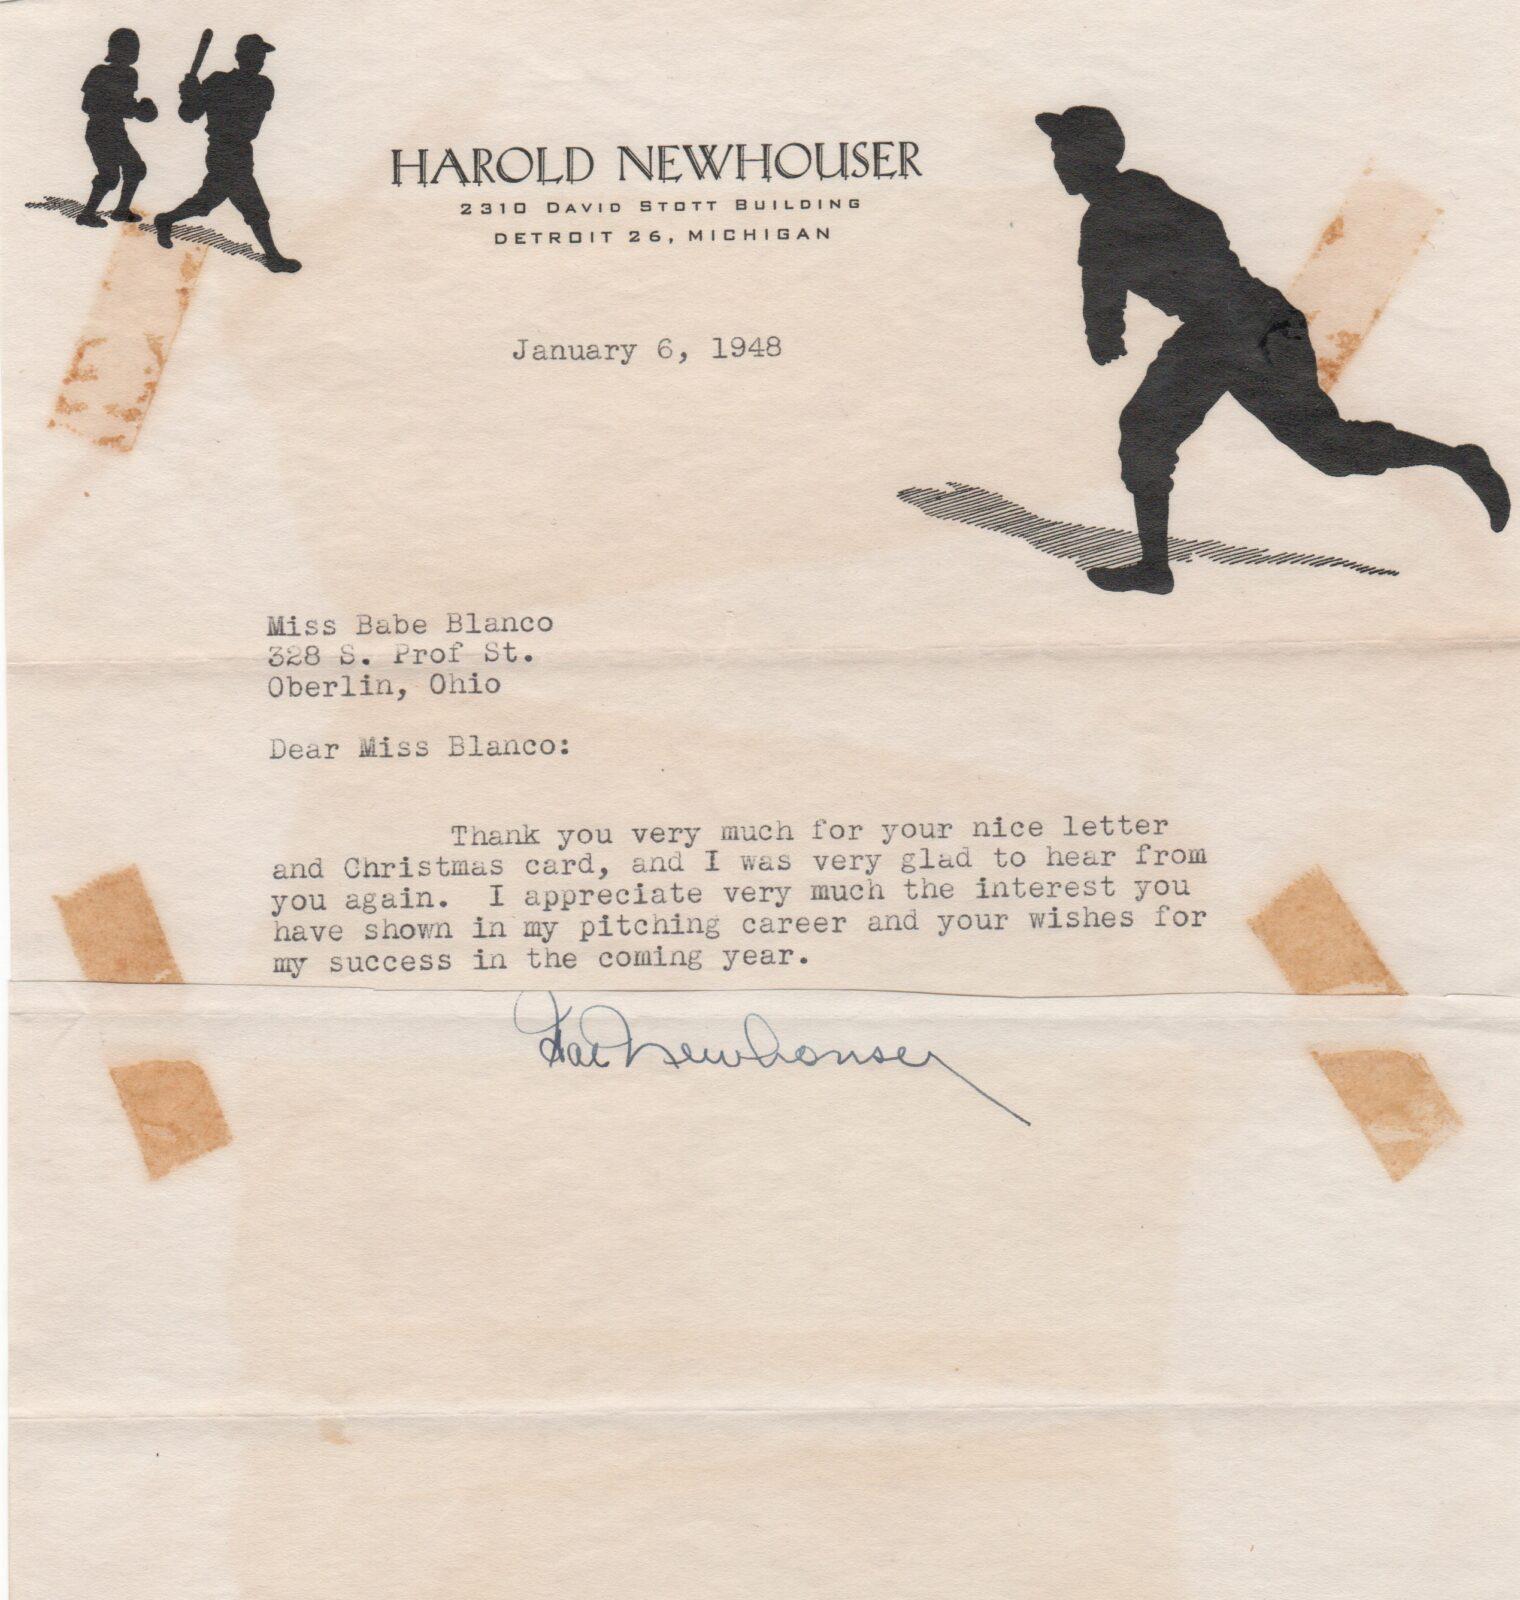 HAROLD NEWHOUSER
2310 DAVID STOTT BUILDING
DETROIT 26, MICHIGAN
January 6, 1948
Miss Babe Blanco
328 S. Prof St.
Oberlin, Ohio
Dear Miss Blanco:
Thank you very much for your nice letter
and Christmas card, and I was very glad to hear from
you again. I appreciate very much the interest you
have shown in my pitching career and your wishes for
my success in the coming year.
Hal Newhouser